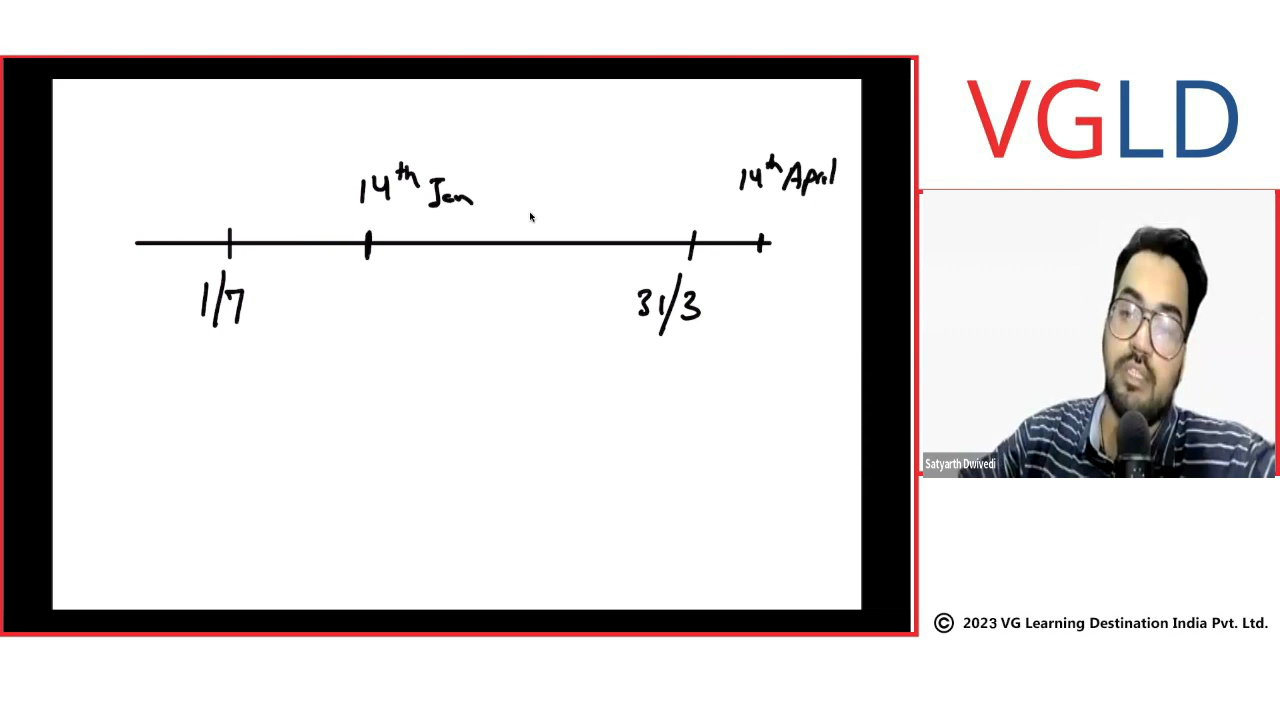 VGLD
14th Jan
14th April
1/7
31/3
Satyarth Dwivedi
© 2023 VG Learning Destination India Pvt. Ltd.